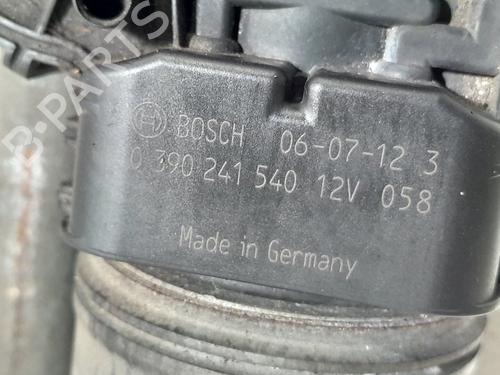 BOSCH 06-07-12 3
0 390 241 540 12V 058
Made in Germany
B-PARTS